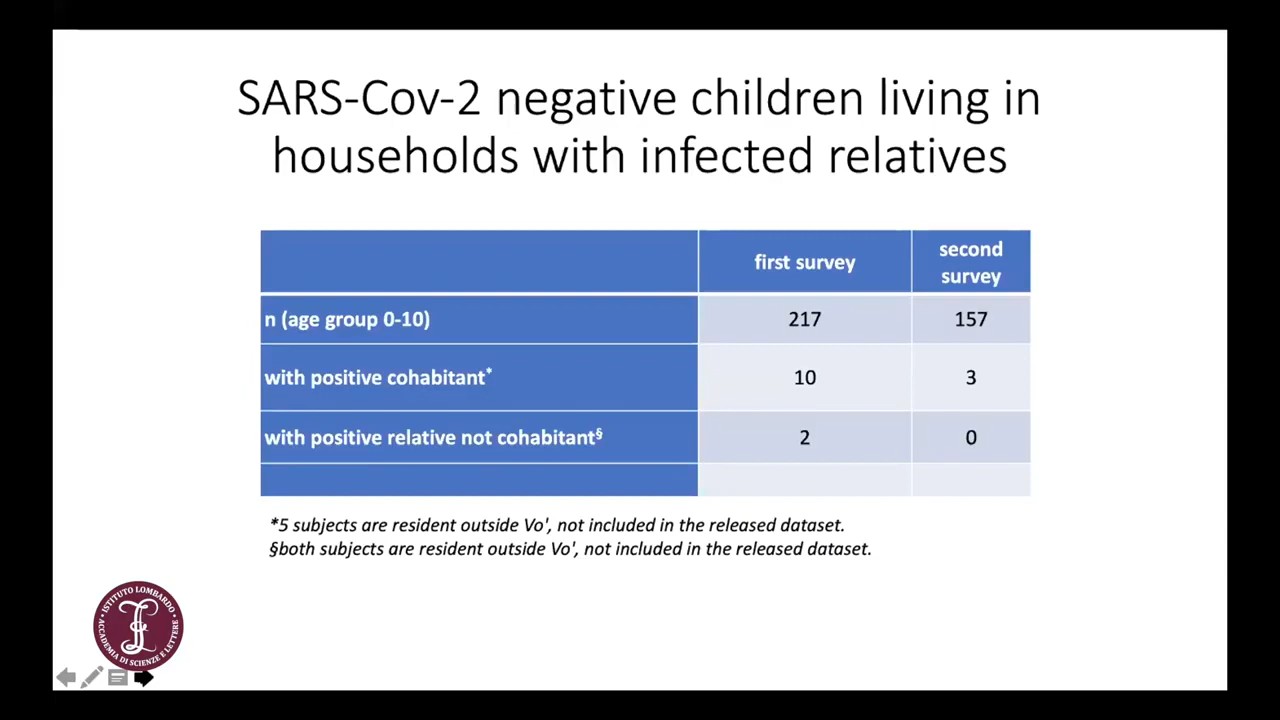 SARS-Cov-2 negative children living in
households with infected relatives
first survey
second
survey
n (age group 0-10) 217 157
with positive cohabitant* 10 3
with positive relative not cohabitant§ 2 0
*5 subjects are resident outside Vo', not included in the released dataset.
§both subjects are resident outside Vo', not included in the released dataset.
ISTITUTO LOMBARDO
ACCADEMIA DI SCIENZE E LETTERE